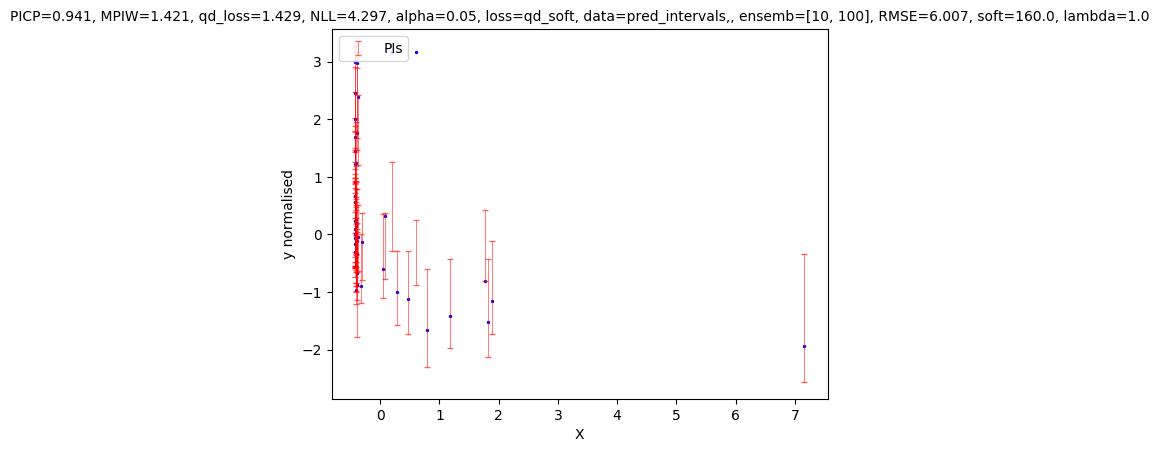 PICP=0.941, MPIW=1.421, qd_loss=1.429, NLL=4.297, alpha=0.05, loss=qd_soft, data=pred_intervals,, ensemb=[10, 100], RMSE=6.007, soft=160.0, lambda=1.0
PIs
3
2
1
0
−1
−2
y normalised
0 1 2 3 4 5 6 7
X